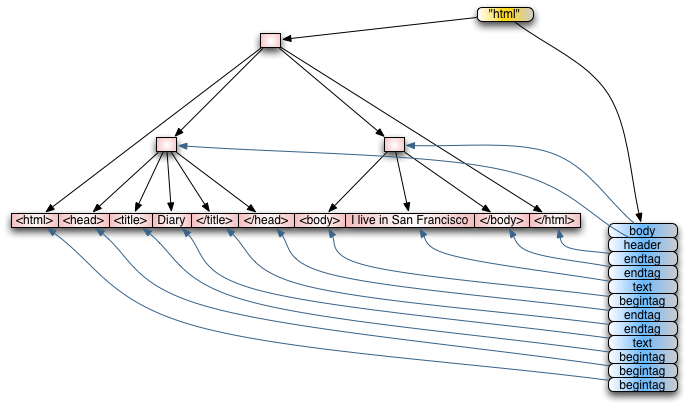 "html"
<html> <head> <title> Diary </title> </head> <body> I live in San Francisco </body> </html>
body
header
endtag
endtag
text
begintag
endtag
endtag
text
begintag
begintag
begintag